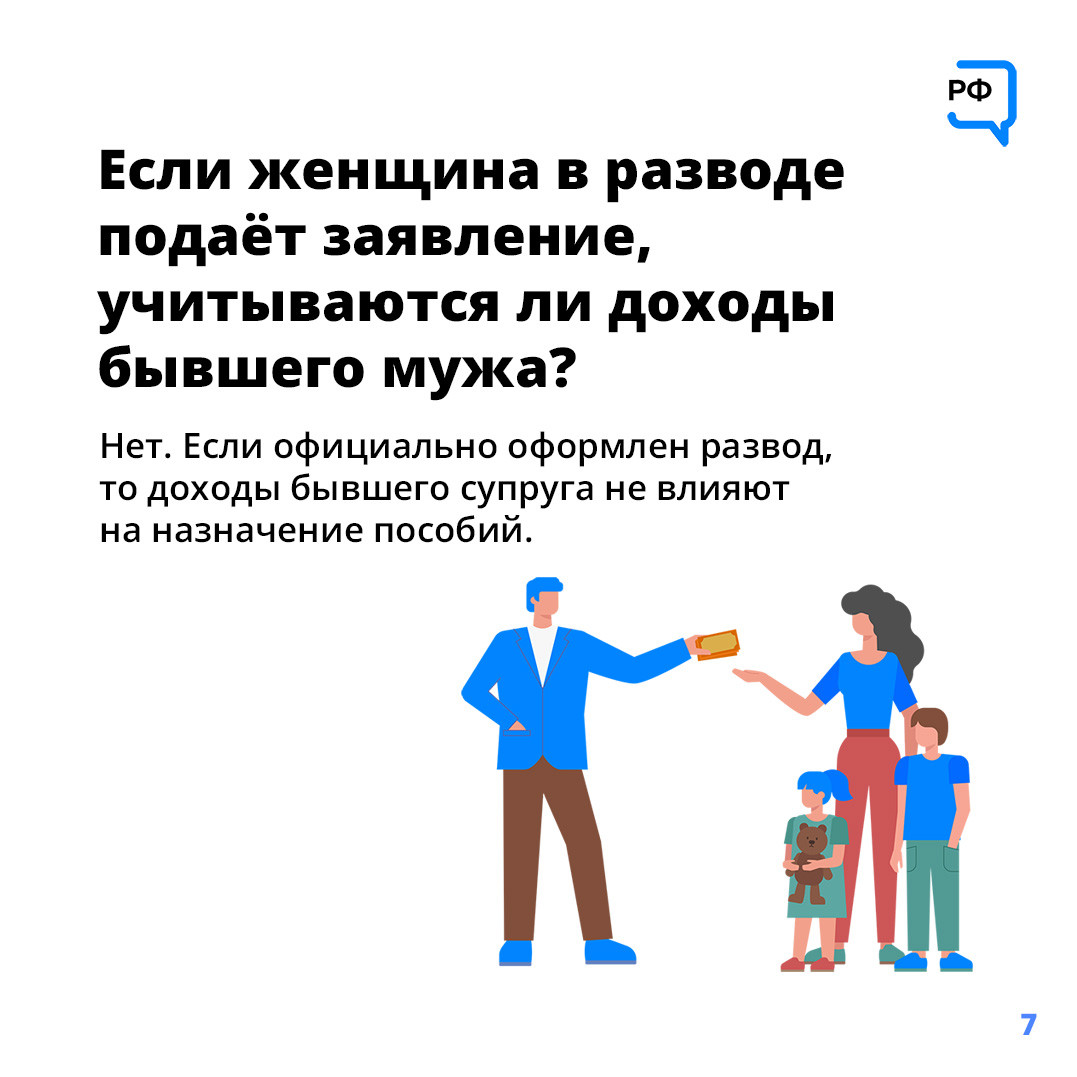 РФ
Если женщина в разводе
подаёт заявление,
учитываются ли доходы
бывшего мужа?
Нет. Если официально оформлен развод,
то доходы бывшего супруга не влияют
на назначение пособий.
7